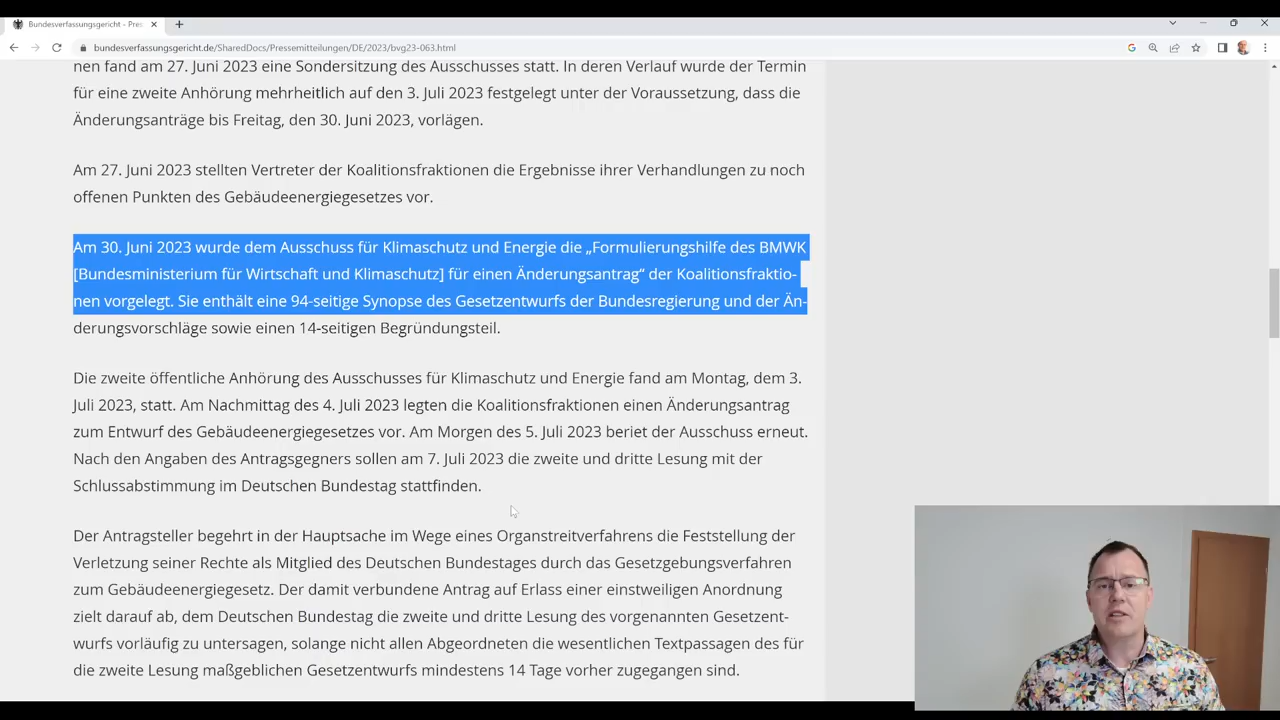 Bundesverfassungsgericht - Pres
bundesverfassungsgericht.de/SharedDocs/Pressemitteilungen/DE/2023/bvg23-063.html
nen fand am 27. Juni 2023 eine Sondersitzung des Ausschusses statt. In deren Verlauf wurde der Termin
für eine zweite Anhörung mehrheitlich auf den 3. Juli 2023 festgelegt unter der Voraussetzung, dass die
Änderungsanträge bis Freitag, den 30. Juni 2023, vorlägen.
Am 27. Juni 2023 stellten Vertreter der Koalitionsfraktionen die Ergebnisse ihrer Verhandlungen zu noch
offenen Punkten des Gebäudeenergiegesetzes vor.
Am 30. Juni 2023 wurde dem Ausschuss für Klimaschutz und Energie die „Formulierungshilfe des BMWK
[Bundesministerium für Wirtschaft und Klimaschutz] für einen Änderungsantrag“ der Koalitionsfraktio-
nen vorgelegt. Sie enthält eine 94-seitige Synopse des Gesetzentwurfs der Bundesregierung und der Än-
derungsvorschläge sowie einen 14-seitigen Begründungsteil.
Die zweite öffentliche Anhörung des Ausschusses für Klimaschutz und Energie fand am Montag, dem 3.
Juli 2023, statt. Am Nachmittag des 4. Juli 2023 legten die Koalitionsfraktionen einen Änderungsantrag
zum Entwurf des Gebäudeenergiegesetzes vor. Am Morgen des 5. Juli 2023 beriet der Ausschuss erneut.
Nach den Angaben des Antragsgegners sollen am 7. Juli 2023 die zweite und dritte Lesung mit der
Schlussabstimmung im Deutschen Bundestag stattfinden.
Der Antragsteller begehrt in der Hauptsache im Wege eines Organstreitverfahrens die Feststellung der
Verletzung seiner Rechte als Mitglied des Deutschen Bundestages durch das Gesetzgebungsverfahren
zum Gebäudeenergiegesetz. Der damit verbundene Antrag auf Erlass einer einstweiligen Anordnung
zielt darauf ab, dem Deutschen Bundestag die zweite und dritte Lesung des vorgenannten Gesetzent-
wurfs vorläufig zu untersagen, solange nicht allen Abgeordneten die wesentlichen Textpassagen des für
die zweite Lesung maßgeblichen Gesetzentwurfs mindestens 14 Tage vorher zugegangen sind.